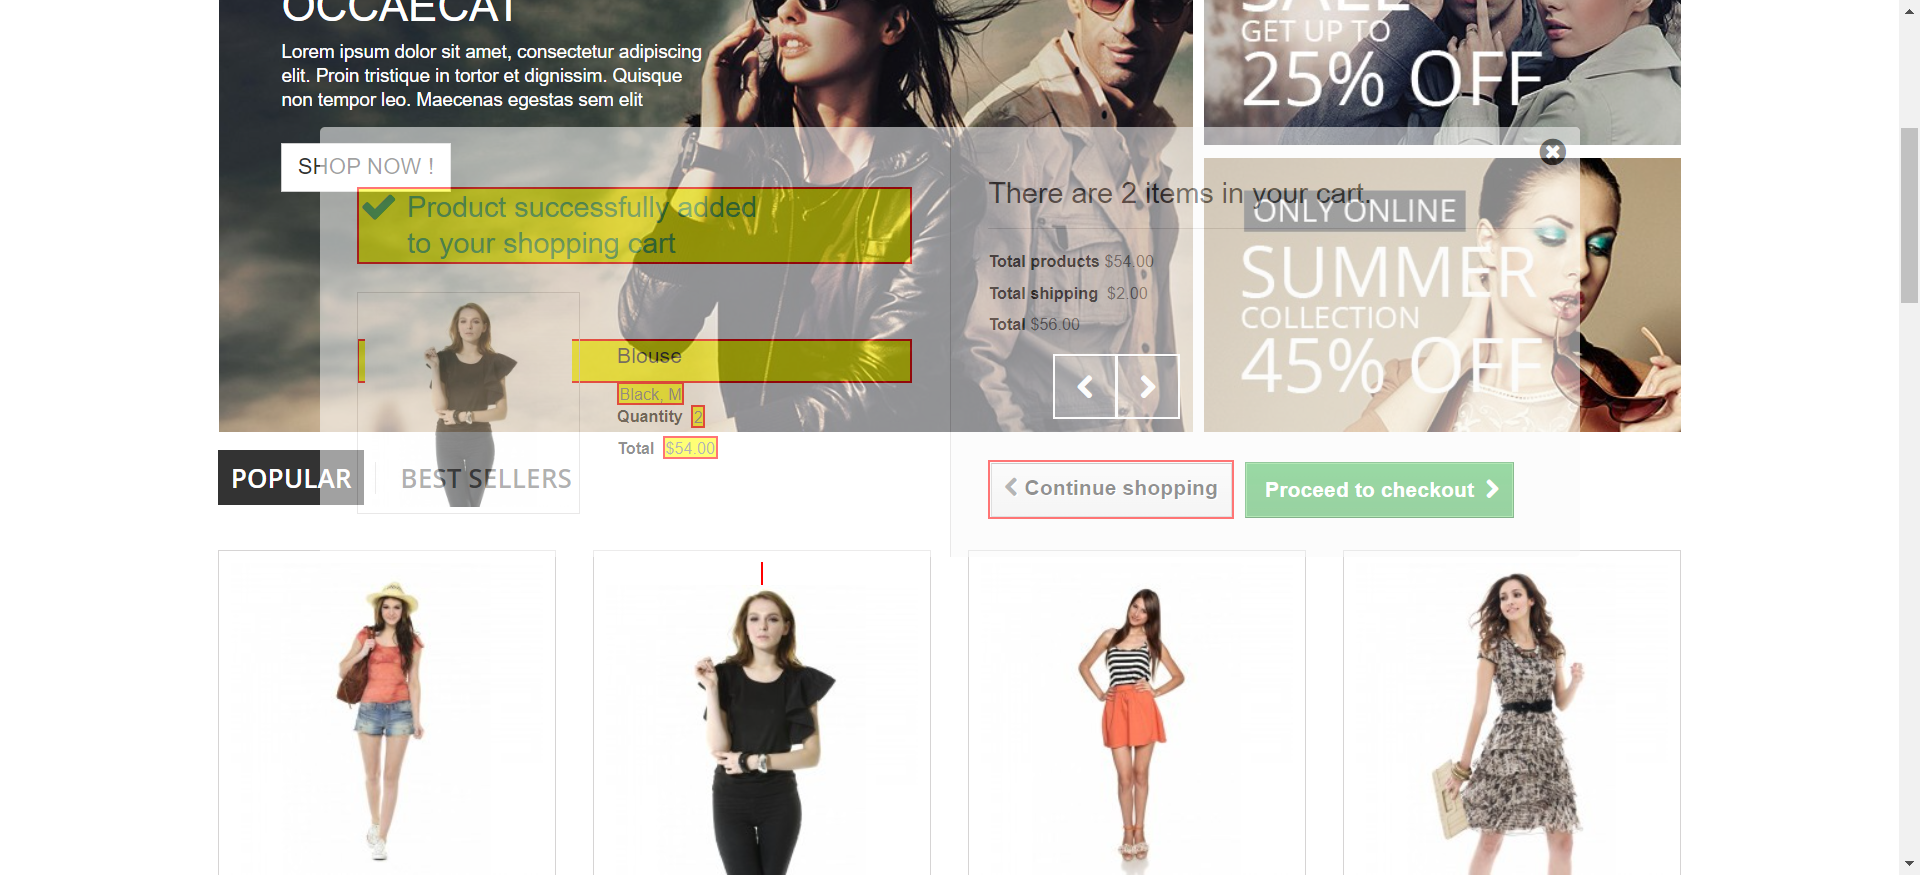 OCCAECAT
Lorem ipsum dolor sit amet, consectetur adipiscing
elit. Proin tristique in tortor et dignissim. Quisque
non tempor leo. Maecenas egestas sem elit
SHOP NOW !
SALE
GET UP TO
25% OFF
Product successfully added
to your shopping cart
Blouse
Black, M
Quantity 2
Total $54.00
There are 2 items in your cart.
Total products $54.00
Total shipping $2.00
Total $56.00
Continue shopping
Proceed to checkout
ONLY ONLINE
SUMMER
COLLECTION
45% OFF
POPULAR
BEST SELLERS